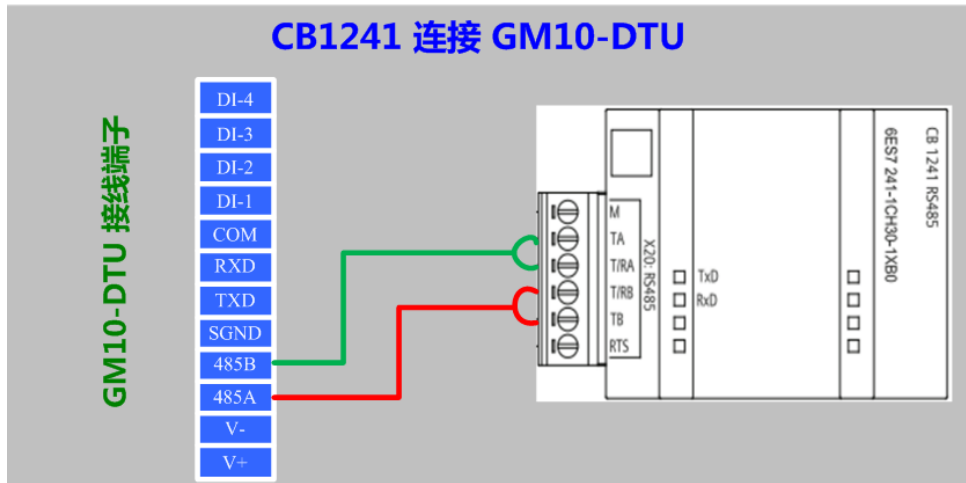 CB1241 连接 GM10-DTU
GM10-DTU 接线端子
DI-4
DI-3
DI-2
DI-1
COM
RXD
TXD
SGND
485B
485A
V-
V+
M
TA
T/RA
T/RB
TB
RTS
X20: RS485
TxD
RxD
CB 1241 RS485
6ES7 241-1CH30-1XB0